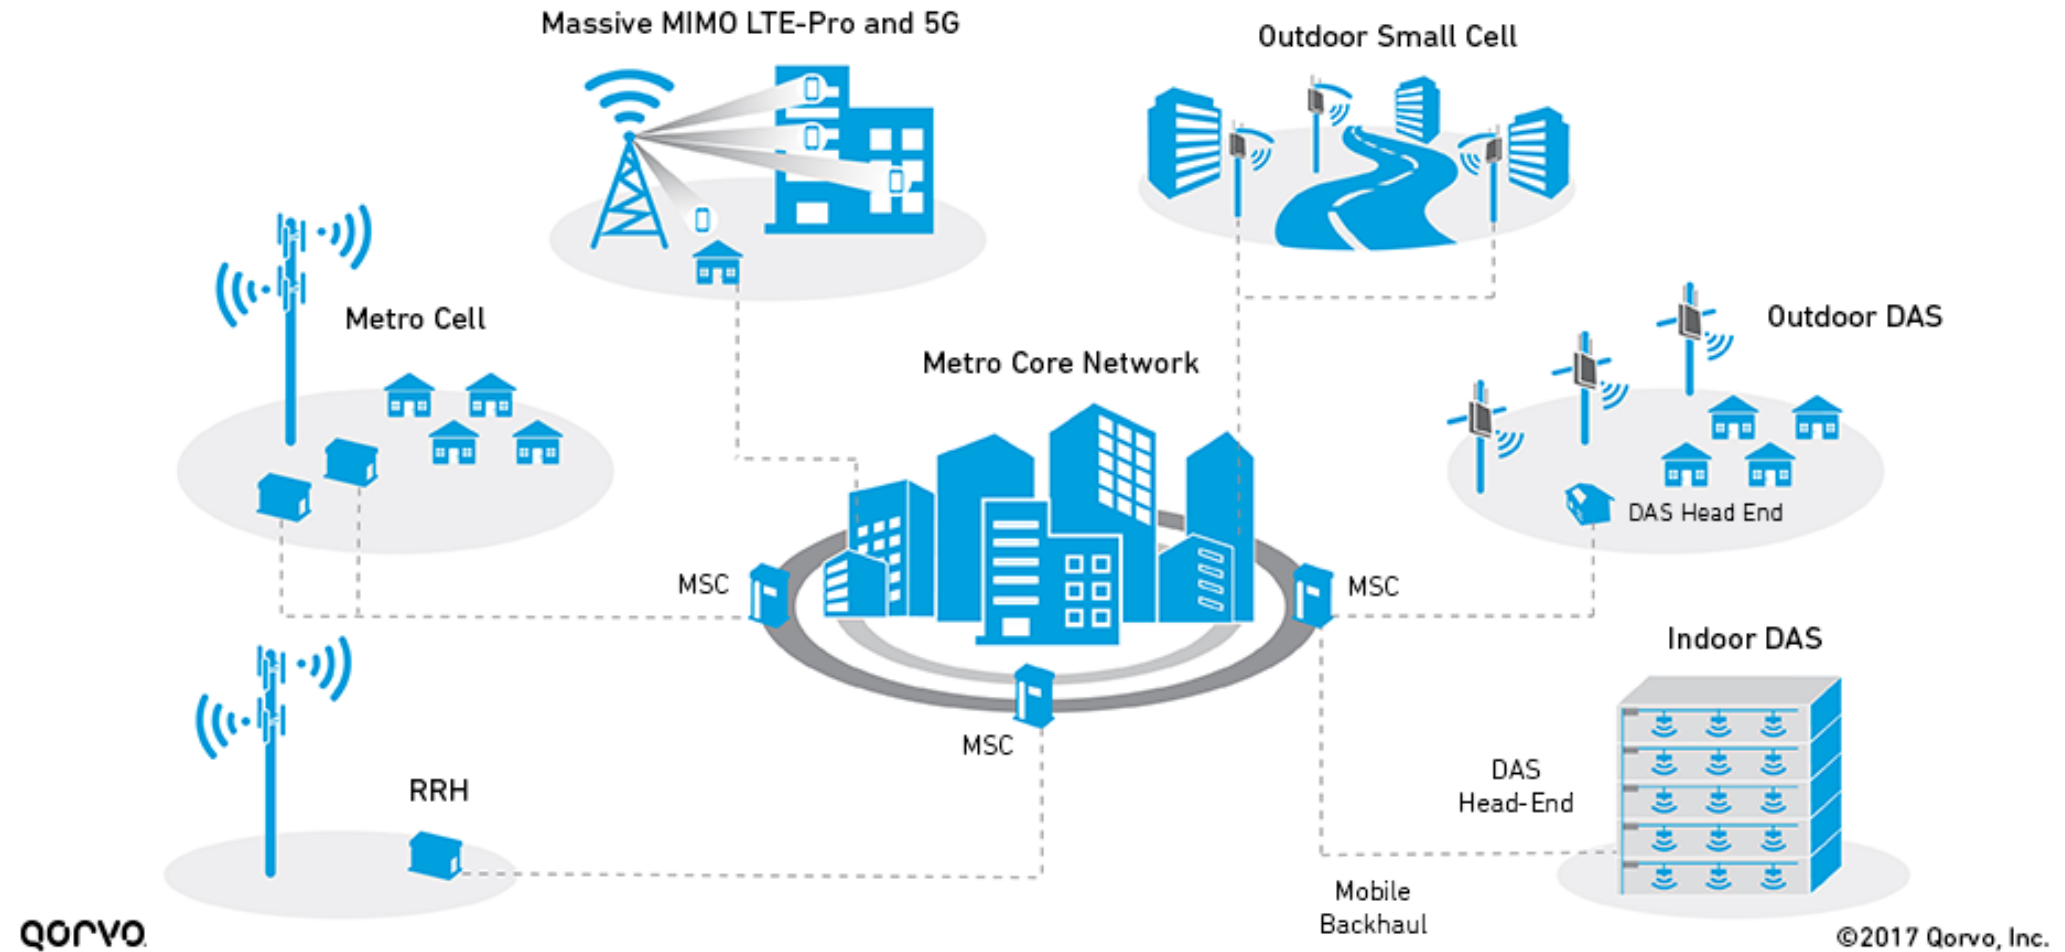 Massive MIMO LTE-Pro and 5G
Outdoor Small Cell
Metro Cell
Outdoor DAS
Metro Core Network
DAS Head End
MSC
MSC
Indoor DAS
MSC
RRH
DAS
Head-End
Mobile
Backhaul
QORVO
©2017 Qorvo, Inc.